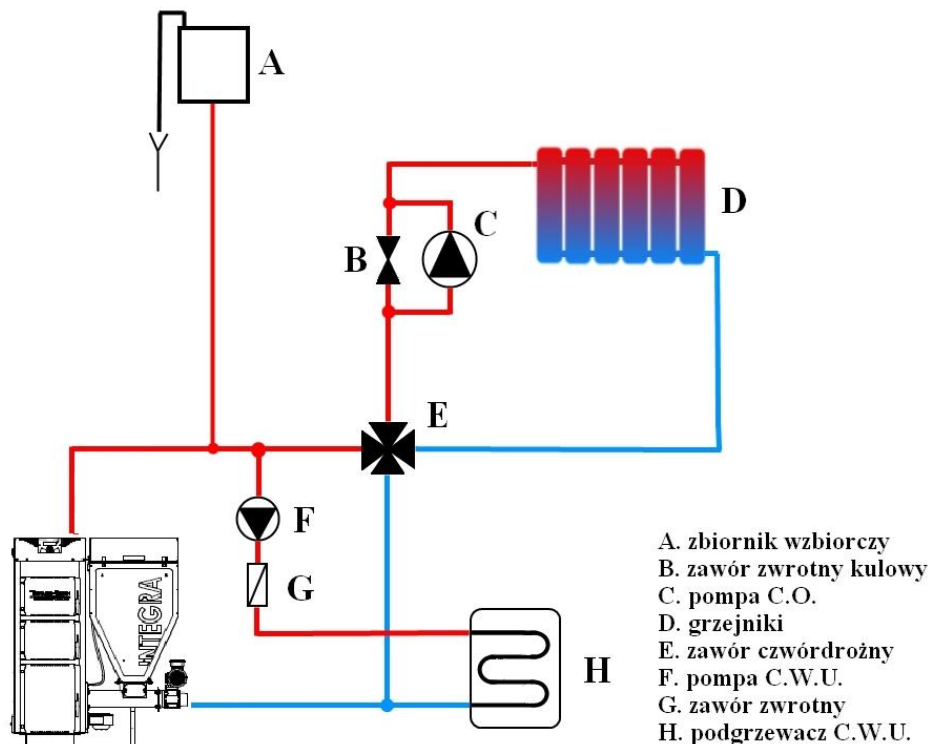 A
D
C
B
E
F
G
H
INTEGRA
A. zbiornik wzbiorczy
B. zawór zwrotny kulowy
C. pompa C.O.
D. grzejniki
E. zawór czwórdrożny
F. pompa C.W.U.
G. zawór zwrotny
H. podgrzewacz C.W.U.